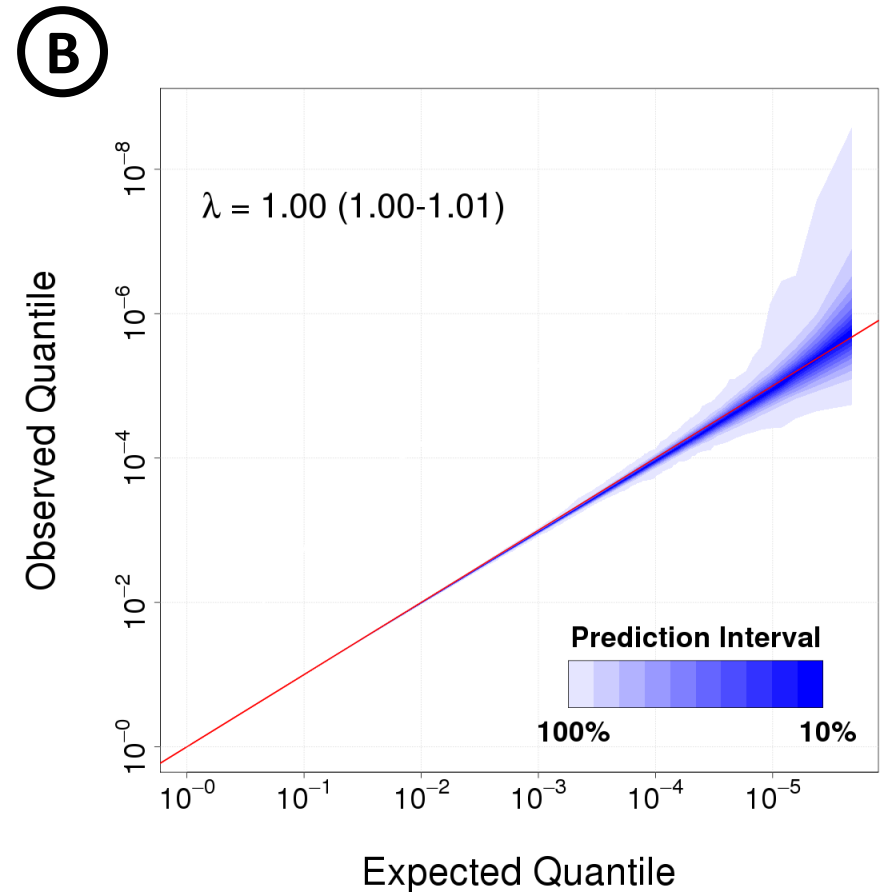 B
λ = 1.00 (1.00-1.01)
Observed Quantile
10⁻⁸
10⁻⁶
10⁻⁴
10⁻²
10⁻⁰
Prediction Interval
100% 10%
10⁻⁰ 10⁻¹ 10⁻² 10⁻³ 10⁻⁴ 10⁻⁵
Expected Quantile